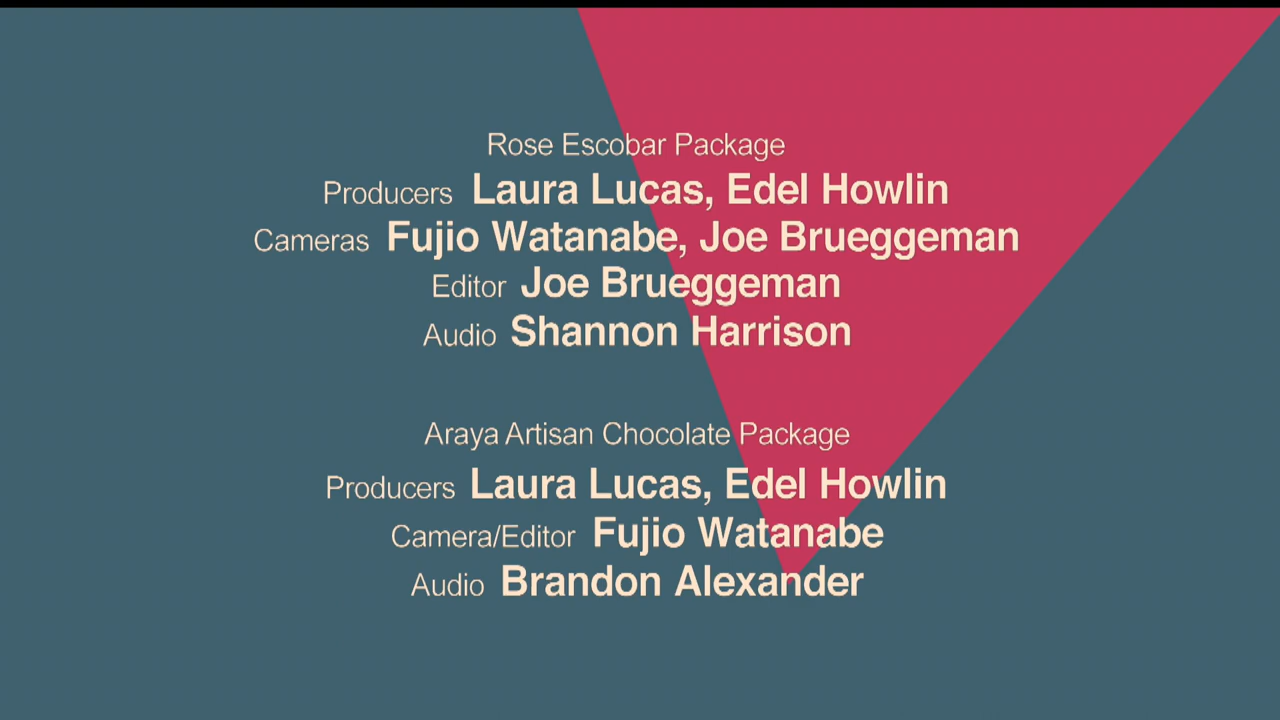 Rose Escobar Package
Producers Laura Lucas, Edel Howlin
Cameras Fujio Watanabe, Joe Brueggeman
Editor Joe Brueggeman
Audio Shannon Harrison
Araya Artisan Chocolate Package
Producers Laura Lucas, Edel Howlin
Camera/Editor Fujio Watanabe
Audio Brandon Alexander